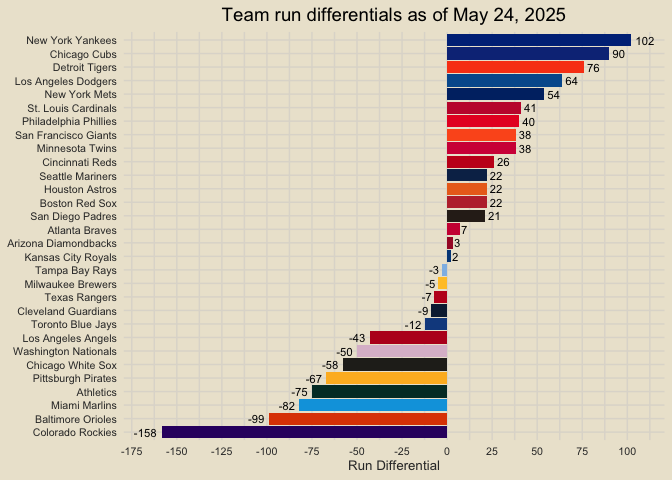 Team run differentials as of May 24, 2025
New York Yankees 102
Chicago Cubs 90
Detroit Tigers 76
Los Angeles Dodgers 64
New York Mets 54
St. Louis Cardinals 41
Philadelphia Phillies 40
San Francisco Giants 38
Minnesota Twins 38
Cincinnati Reds 26
Seattle Mariners 22
Houston Astros 22
Boston Red Sox 22
San Diego Padres 21
Atlanta Braves 7
Arizona Diamondbacks 3
Kansas City Royals 2
Tampa Bay Rays -3
Milwaukee Brewers -5
Texas Rangers -7
Cleveland Guardians -9
Toronto Blue Jays -12
Los Angeles Angels -43
Washington Nationals -50
Chicago White Sox -58
Pittsburgh Pirates -67
Athletics -75
Miami Marlins -82
Baltimore Orioles -99
Colorado Rockies -158
-175 -150 -125 -100 -75 -50 -25 0 25 50 75 100
Run Differential